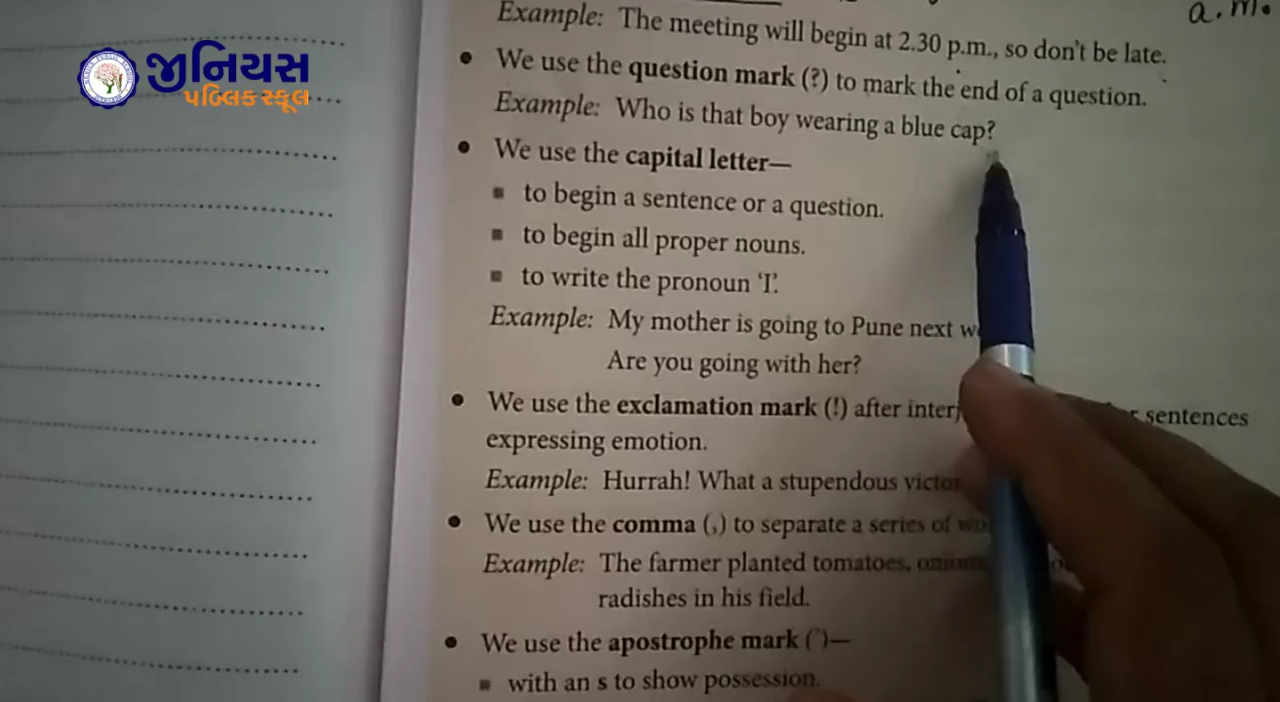 a.m.
જીનિયસ
પબ્લિક સ્કૂલ
Example: The meeting will begin at 2.30 p.m., so don't be late.
• We use the question mark (?) to mark the end of a question.
Example: Who is that boy wearing a blue cap?
• We use the capital letter—
▪ to begin a sentence or a question.
▪ to begin all proper nouns.
▪ to write the pronoun 'I'.
Example: My mother is going to Pune next
Are you going with her?
• We use the exclamation mark (!) after sentences
expressing emotion.
Example: Hurrah! What a stupendous
• We use the comma (,) to separate a series of
Example: The farmer planted tomatoes,
radishes in his field.
• We use the apostrophe mark (')—
▪ with an s to show possession.